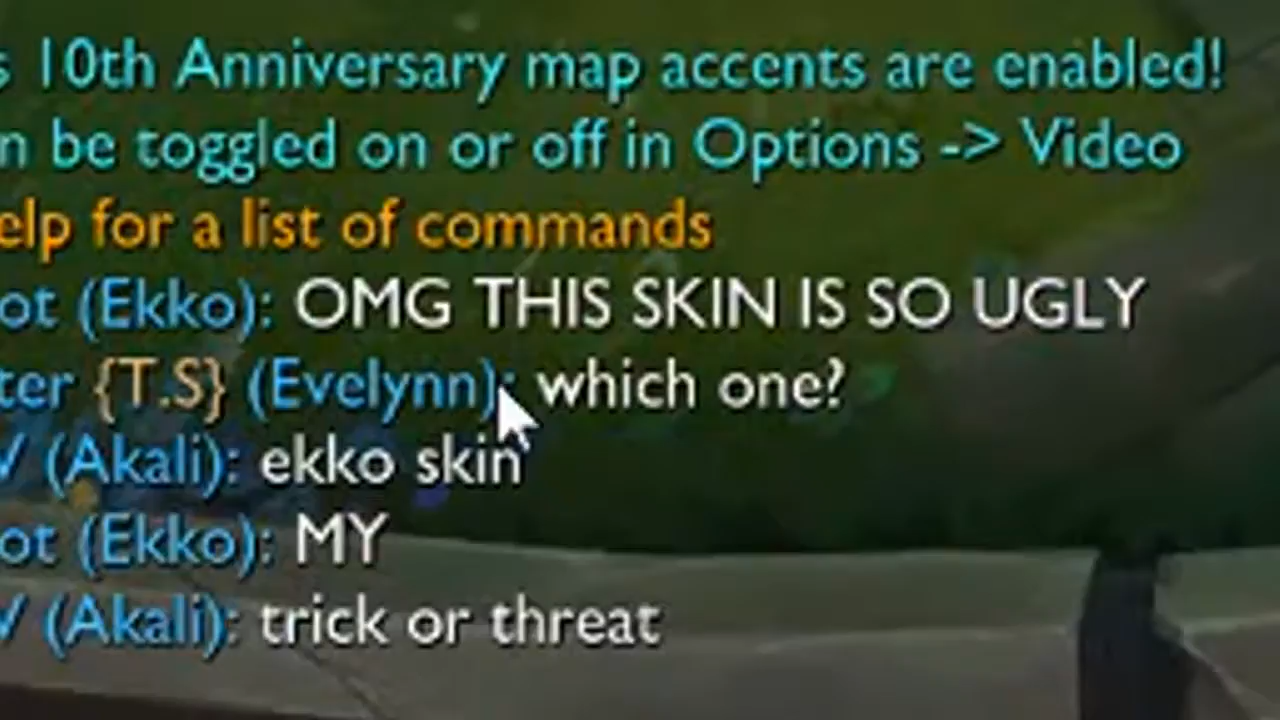 s 10th Anniversary map accents are enabled!
n be toggled on or off in Options -> Video
elp for a list of commands
ot (Ekko): OMG THIS SKIN IS SO UGLY
ter {T.S} (Evelynn): which one?
V (Akali): ekko skin
ot (Ekko): MY
V (Akali): trick or threat